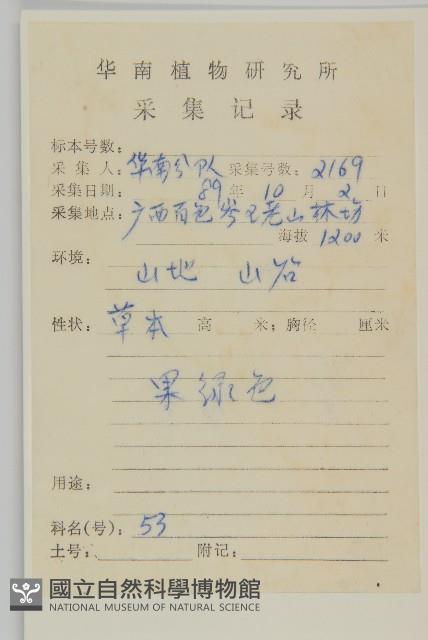 华南植物研究所
采集记录
标本号数:
采集人: 华南分队 采集号数: 2169
采集日期: 89 年 10 月 2 日
采集地点: 广西百色岑王老山林场
海拔 1200 米
环境:
山地 山谷
性状: 草本 高 米; 胸径 厘米
果绿色
用途:
科名(号): 53
土号: 附记:
國立自然科學博物館
NATIONAL MUSEUM OF NATURAL SCIENCE